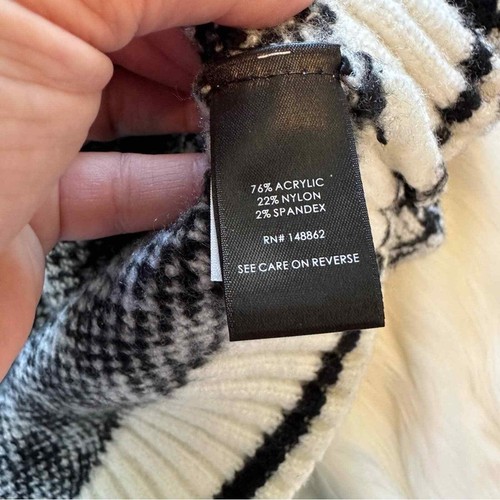 76% ACRYLIC
22% NYLON
2% SPANDEX
RN# 148862
SEE CARE ON REVERSE